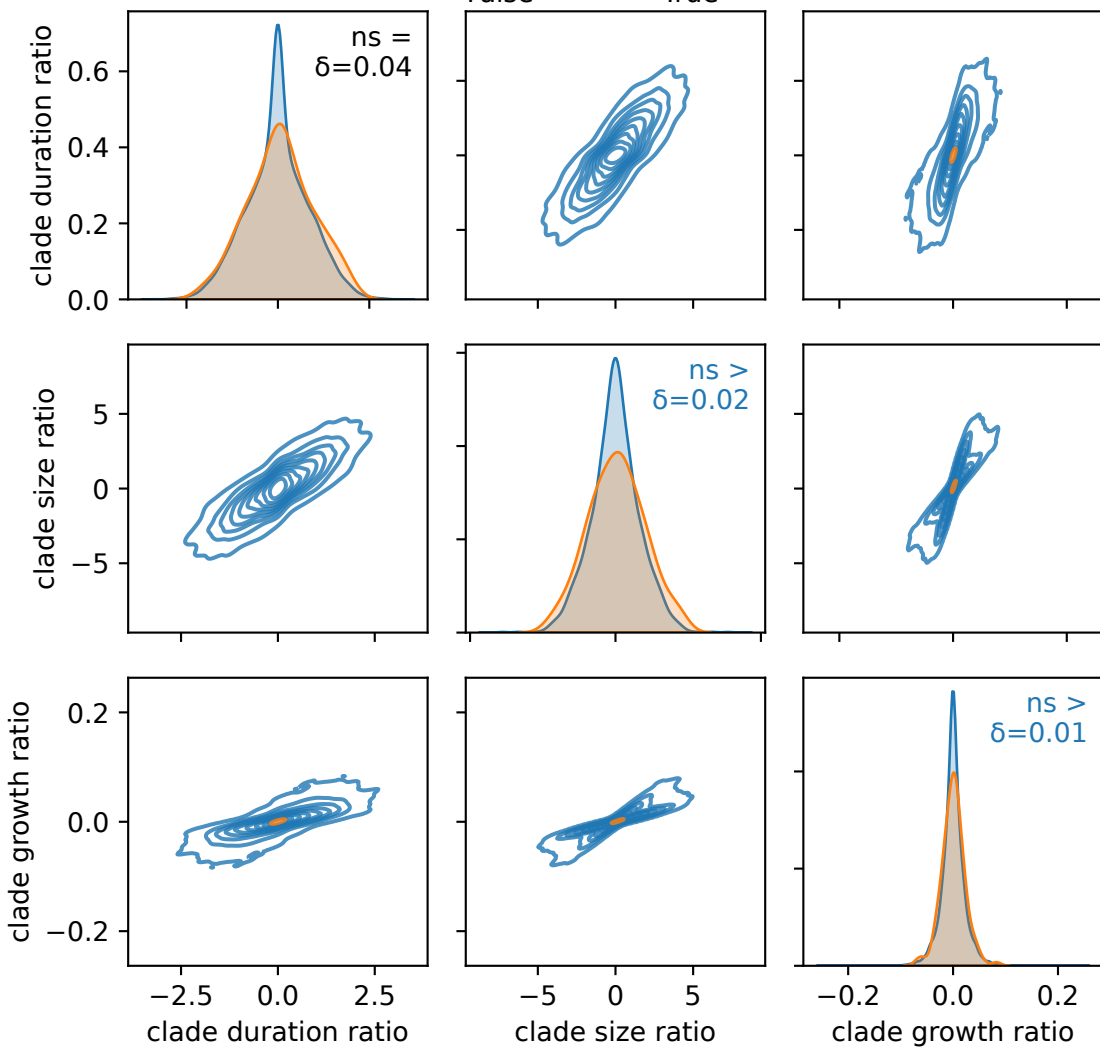 clade duration ratio
0.6
0.4
0.2
0.0
ns =
δ=0.04
clade size ratio
5
0
−5
ns >
δ=0.02
clade growth ratio
0.2
0.0
−0.2
ns >
δ=0.01
−2.5
0.0
2.5
−5
0
5
−0.2
0.0
0.2
clade duration ratio
clade size ratio
clade growth ratio